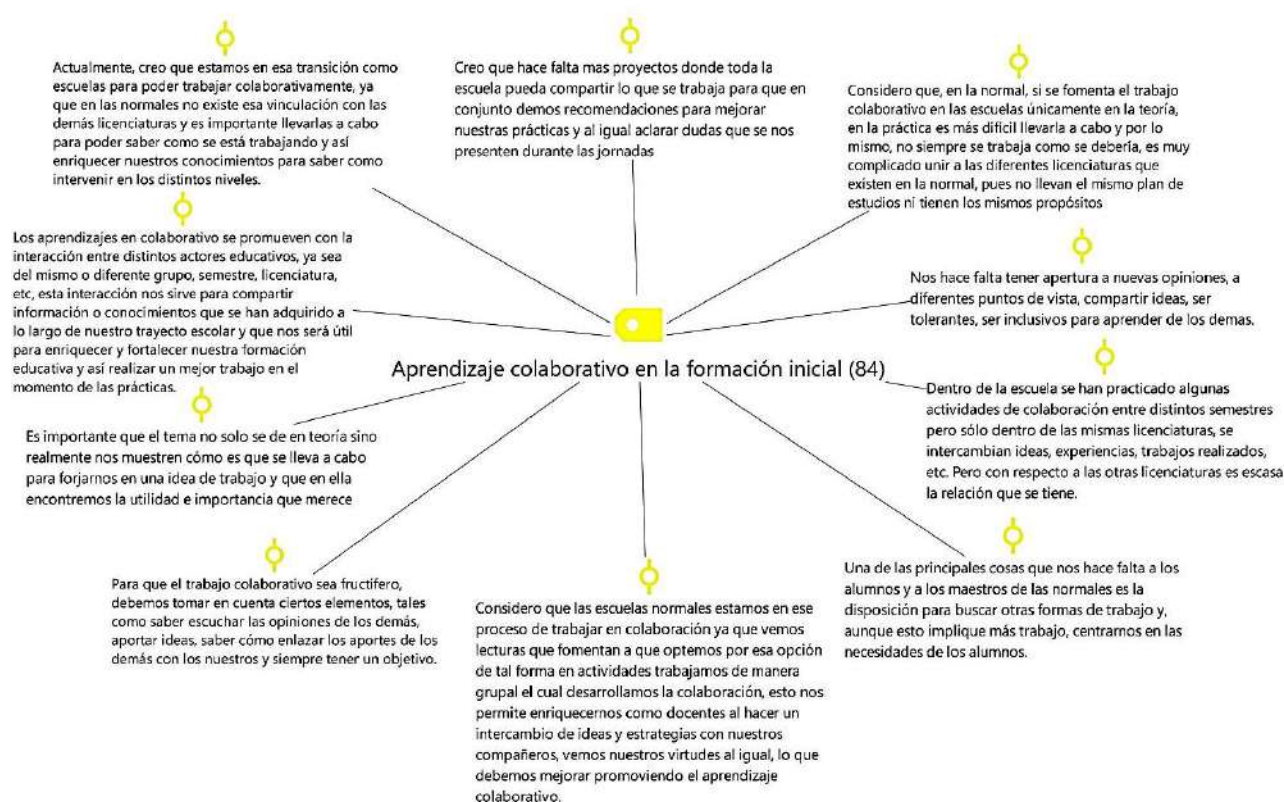 Actualmente, creo que estamos en esa transición como
escuelas para poder trabajar colaborativamente, ya
que en las normales no existe esa vinculación con las
demás licenciaturas y es importante llevarlas a cabo
para poder saber como se está trabajando y así
enriquecer nuestros conocimientos para saber como
intervenir en los distintos niveles.
Creo que hace falta mas proyectos donde toda la
escuela pueda compartir lo que se trabaja para que en
conjunto demos recomendaciones para mejorar
nuestras prácticas y al igual aclarar dudas que se nos
presenten durante las jornadas
Considero que, en la normal, si se fomenta el trabajo
colaborativo en las escuelas únicamente en la teoría,
en la práctica es más difícil llevarla a cabo y por lo
mismo, no siempre se trabaja como se debería, es muy
complicado unir a las diferentes licenciaturas que
existen en la normal, pues no llevan el mismo plan de
estudios ni tienen los mismos propósitos
Los aprendizajes en colaborativo se promueven con la
interacción entre distintos actores educativos, ya sea
del mismo o diferente grupo, semestre, licenciatura,
etc, esta interacción nos sirve para compartir
información o conocimientos que se han adquirido a
lo largo de nuestro trayecto escolar y que nos será útil
para enriquecer y fortalecer nuestra formación
educativa y así realizar un mejor trabajo en el
momento de las prácticas.
Nos hace falta tener apertura a nuevas opiniones, a
diferentes puntos de vista, compartir ideas, ser
tolerantes, ser inclusivos para aprender de los demas.
Aprendizaje colaborativo en la formación inicial (84)
Es importante que el tema no solo se de en teoría sino
realmente nos muestren cómo es que se lleva a cabo
para forjarnos en una idea de trabajo y que en ella
encontremos la utilidad e importancia que merece
Dentro de la escuela se han practicado algunas
actividades de colaboración entre distintos semestres
pero sólo dentro de las mismas licenciaturas, se
intercambian ideas, experiencias, trabajos realizados,
etc. Pero con respecto a las otras licenciaturas es escasa
la relación que se tiene.
Para que el trabajo colaborativo sea fructífero,
debemos tomar en cuenta ciertos elementos, tales
como saber escuchar las opiniones de los demás,
aportar ideas, saber cómo enlazar los aportes de los
demás con los nuestros y siempre tener un objetivo.
Considero que las escuelas normales estamos en ese
proceso de trabajar en colaboración ya que vemos
lecturas que fomentan a que optemos por esa opción
de tal forma en actividades trabajamos de manera
grupal el cual desarrollamos la colaboración, esto nos
permite enriquecernos como docentes al hacer un
intercambio de ideas y estrategias con nuestros
compañeros, vemos nuestros virtudes al igual, lo que
debemos mejorar promoviendo el aprendizaje
colaborativo.
Una de las principales cosas que nos hace falta a los
alumnos y a los maestros de las normales es la
disposición para buscar otras formas de trabajo y,
aunque esto implique más trabajo, centrarnos en las
necesidades de los alumnos.